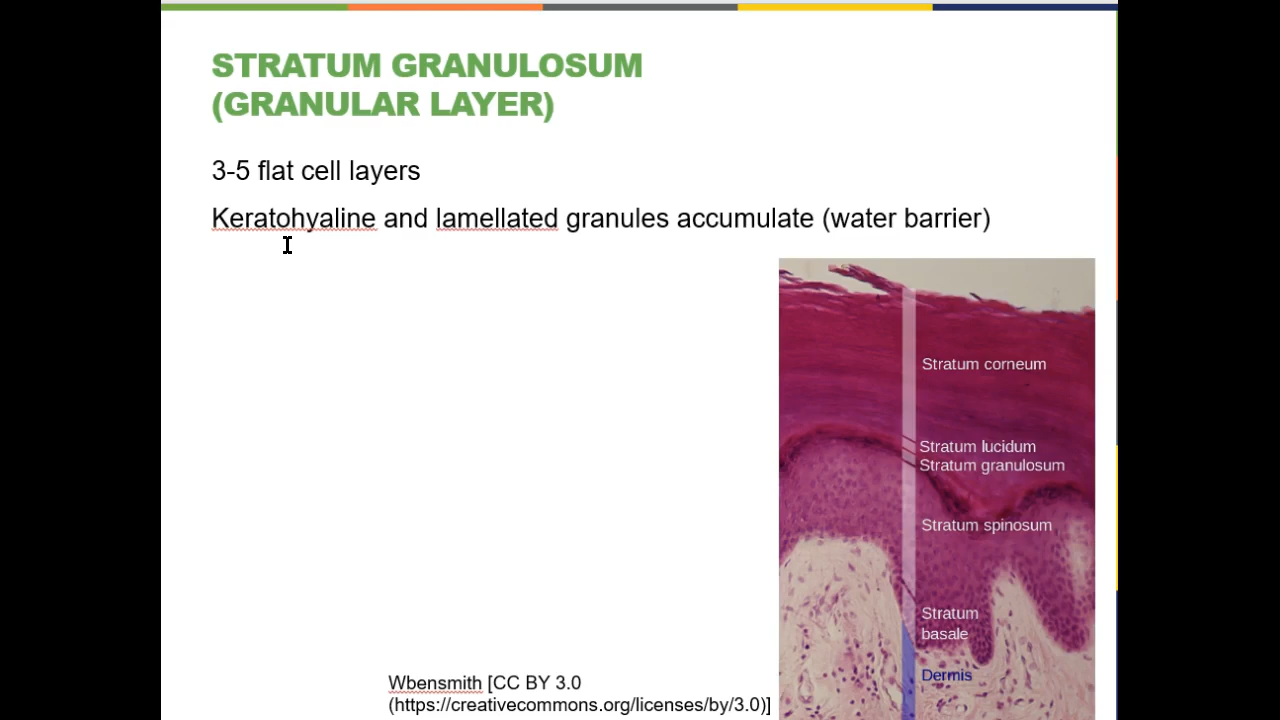 STRATUM GRANULOSUM
(GRANULAR LAYER)
3-5 flat cell layers
Keratohyaline and lamellated granules accumulate (water barrier)
Stratum corneum
Stratum lucidum
Stratum granulosum
Stratum spinosum
Stratum
basale
Dermis
Wbensmith [CC BY 3.0
(https://creativecommons.org/licenses/by/3.0)]